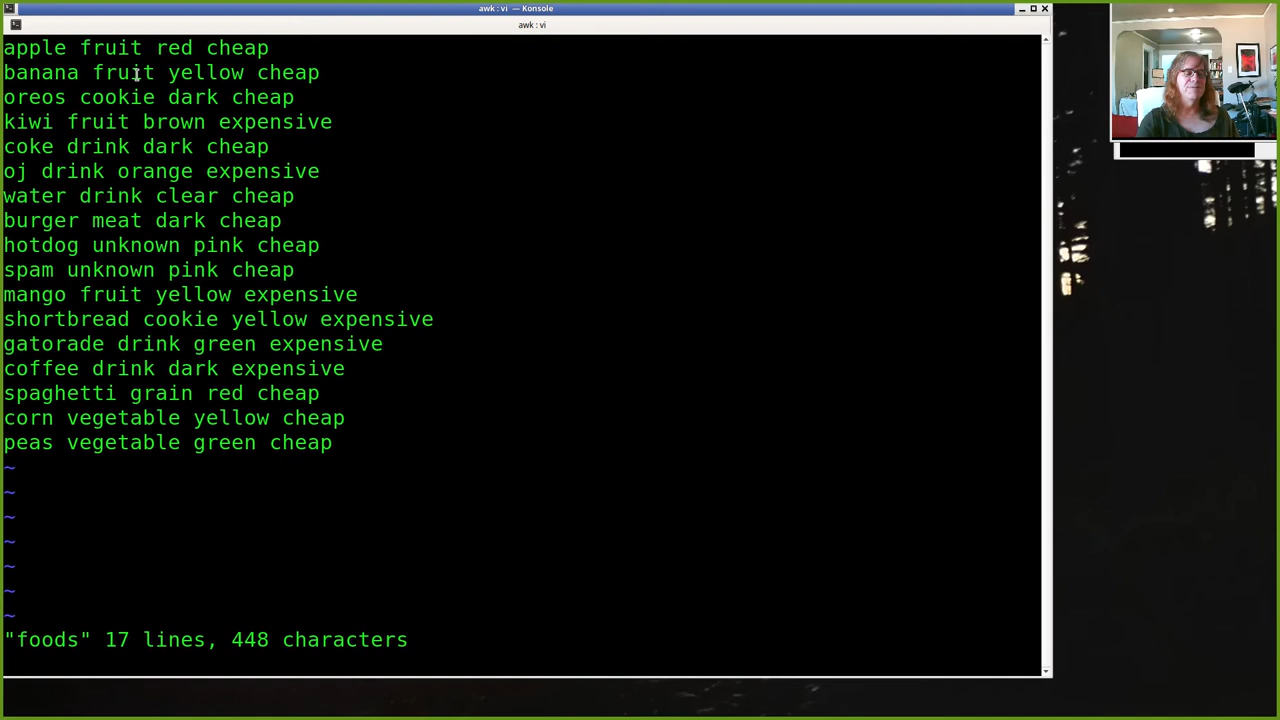 awk : vi — Konsole
awk : vi
apple fruit red cheap
banana fruit yellow cheap
oreos cookie dark cheap
kiwi fruit brown expensive
coke drink dark cheap
oj drink orange expensive
water drink clear cheap
burger meat dark cheap
hotdog unknown pink cheap
spam unknown pink cheap
mango fruit yellow expensive
shortbread cookie yellow expensive
gatorade drink green expensive
coffee drink dark expensive
spaghetti grain red cheap
corn vegetable yellow cheap
peas vegetable green cheap
~
~
~
~
~
~
~
"foods" 17 lines, 448 characters